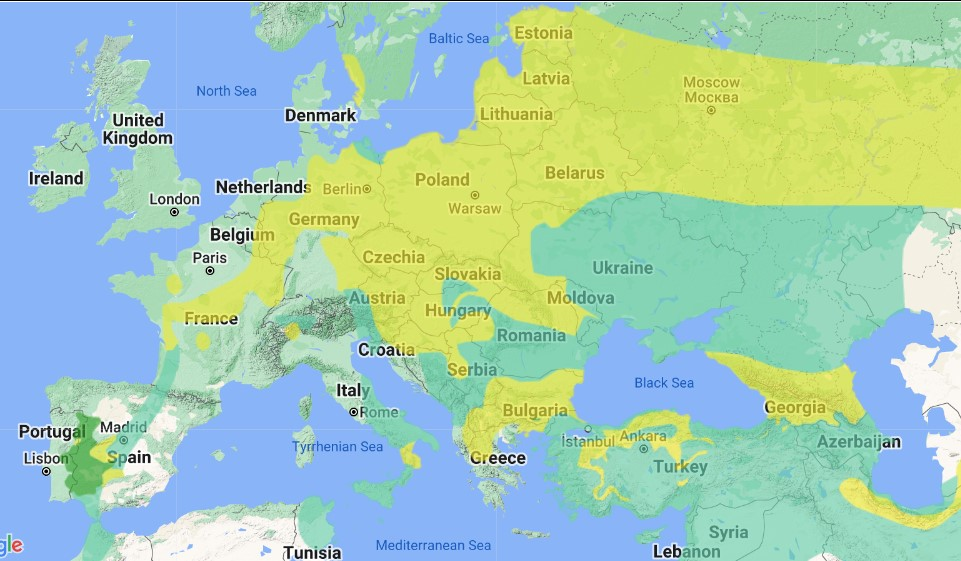 Estonia
Baltic Sea
Latvia
Moscow
Москва
North Sea
Denmark
Lithuania
United
Kingdom
Ireland
Belarus
Poland
Netherlands
Berlin
London
Warsaw
Germany
Belgium
Paris
Czechia
Ukraine
Slovakia
Austria
Moldova
Hungary
France
Romania
Croatia
Serbia
Italy
Black Sea
Rome
Bulgaria
Georgia
Portugal
Madrid
İstanbul
Ankara
Azerbaijan
Tyrrhenian Sea
Lisbon
Spain
Greece
Turkey
Syria
gle
Mediterranean Sea
Tunisia
Lebanon